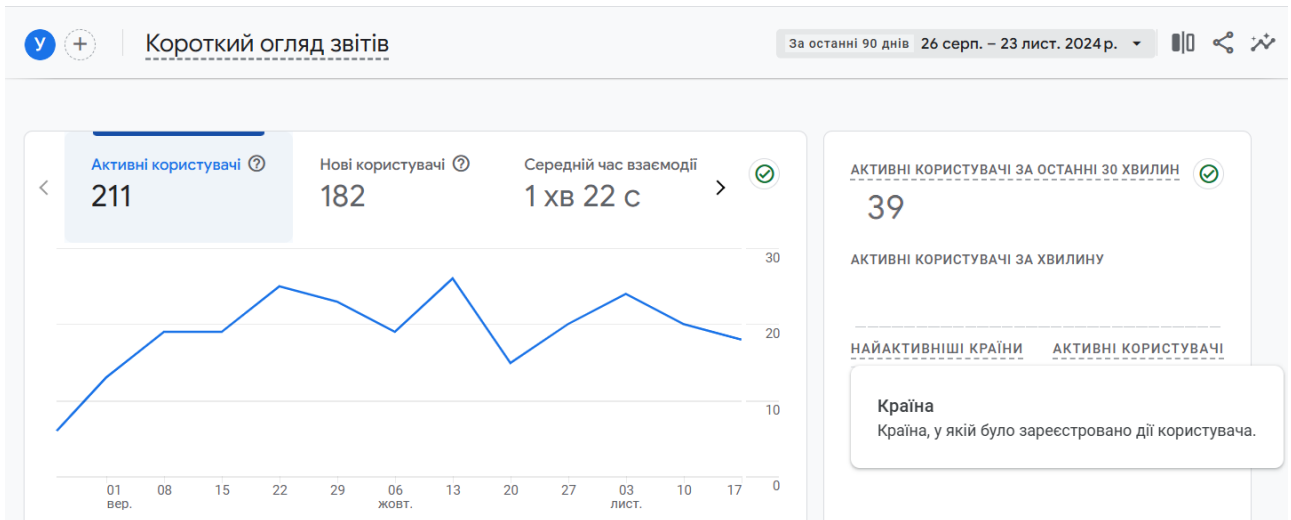 У
+
Короткий огляд звітів
За останні 90 днів 26 серп. – 23 лист. 2024 р.
Активні користувачі
211
Нові користувачі
182
Середній час взаємодії
1 хв 22 с
30
20
10
0
01 вер.
08
15
22
29
06 жовт.
13
20
27
03 лист.
10
17
АКТИВНІ КОРИСТУВАЧІ ЗА ОСТАННІ 30 ХВИЛИН
39
АКТИВНІ КОРИСТУВАЧІ ЗА ХВИЛИНУ
НАЙАКТИВНІШІ КРАЇНИ АКТИВНІ КОРИСТУВАЧІ
Країна
Країна, у якій було зареєстровано дії користувача.